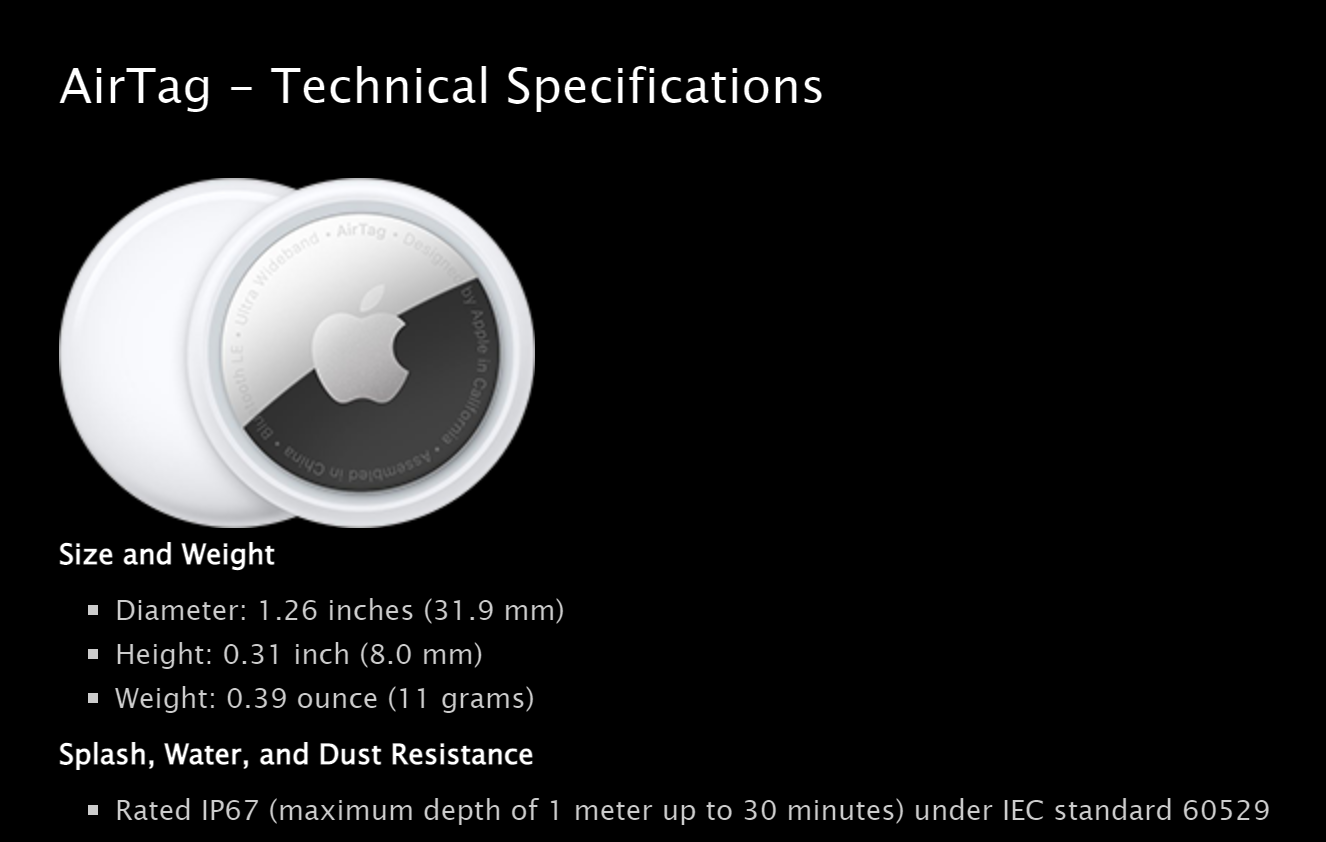 AirTag – Technical Specifications
Bluetooth LE • Ultra Wideband • AirTag • Designed by Apple in California • Assembled in China •
Size and Weight
Diameter: 1.26 inches (31.9 mm)
Height: 0.31 inch (8.0 mm)
Weight: 0.39 ounce (11 grams)
Splash, Water, and Dust Resistance
Rated IP67 (maximum depth of 1 meter up to 30 minutes) under IEC standard 60529